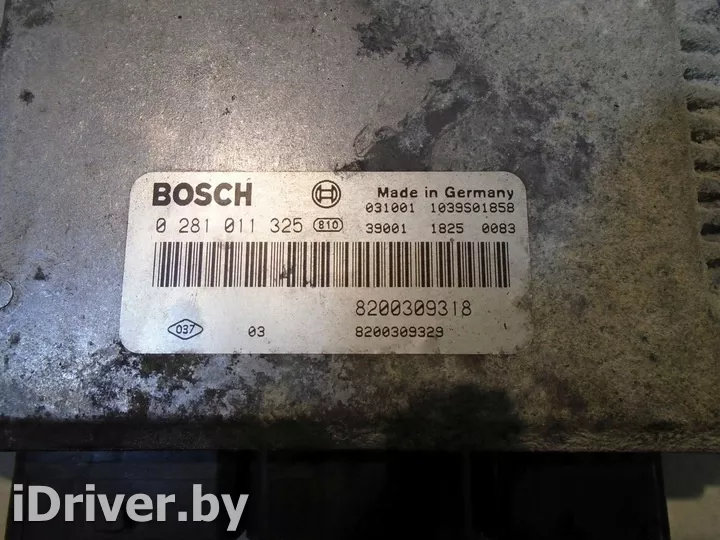 BOSCH
Made in Germany
031001 1039S01858
0 281 011 325 810
39001 1825 0083
8200309318
037 03 8200309329
iDriver.by